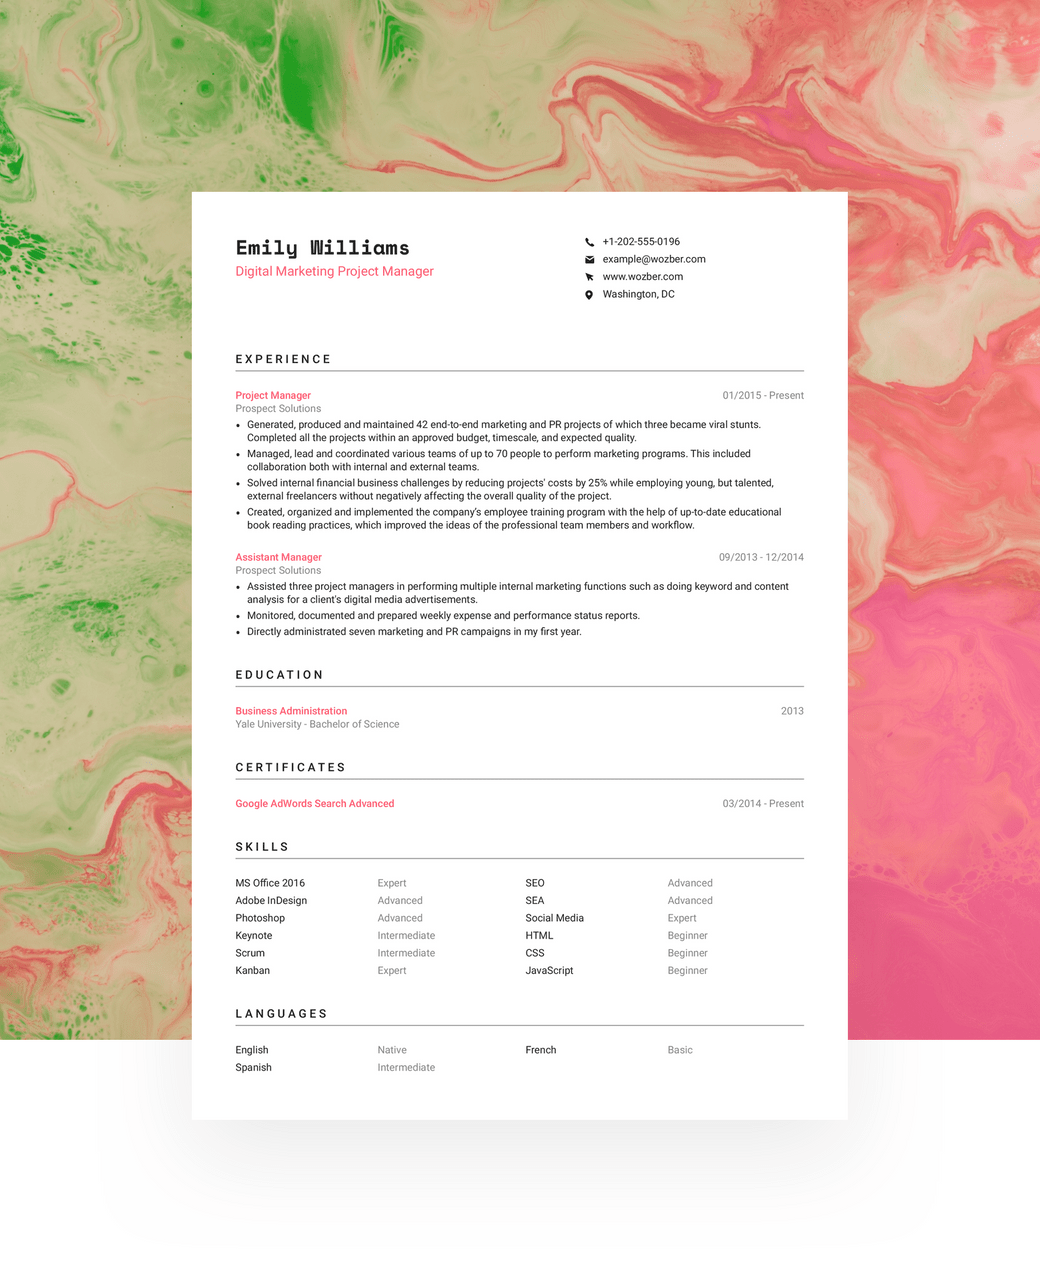 Emily Williams
Digital Marketing Project Manager
+1-202-555-0196
example@wozber.com
www.wozber.com
Washington, DC
EXPERIENCE
Project Manager 01/2015 - Present
Prospect Solutions
• Generated, produced and maintained 42 end-to-end marketing and PR projects of which three became viral stunts.
Completed all the projects within an approved budget, timescale, and expected quality.
• Managed, lead and coordinated various teams of up to 70 people to perform marketing programs. This included
collaboration both with internal and external teams.
• Solved internal financial business challenges by reducing projects' costs by 25% while employing young, but talented,
external freelancers without negatively affecting the overall quality of the project.
• Created, organized and implemented the company's employee training program with the help of up-to-date educational
book reading practices, which improved the ideas of the professional team members and workflow.
Assistant Manager 09/2013 - 12/2014
Prospect Solutions
• Assisted three project managers in performing multiple internal marketing functions such as doing keyword and content
analysis for a client's digital media advertisements.
• Monitored, documented and prepared weekly expense and performance status reports.
• Directly administrated seven marketing and PR campaigns in my first year.
EDUCATION
Business Administration 2013
Yale University - Bachelor of Science
CERTIFICATES
Google AdWords Search Advanced 03/2014 - Present
SKILLS
MS Office 2016 Expert SEO Advanced
Adobe InDesign Advanced SEA Advanced
Photoshop Advanced Social Media Expert
Keynote Intermediate HTML Beginner
Scrum Intermediate CSS Beginner
Kanban Expert JavaScript Beginner
LANGUAGES
English Native French Basic
Spanish Intermediate